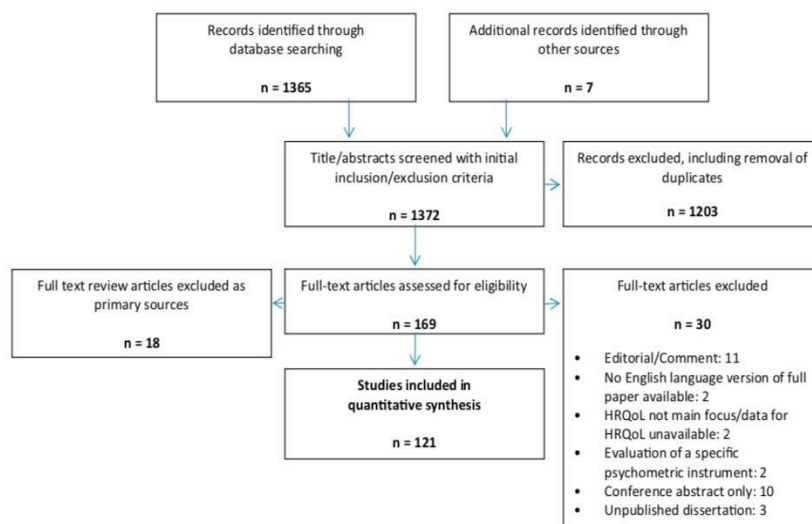 Records identified through
database searching
n = 1365
Additional records identified through
other sources
n = 7
Title/abstracts screened with initial
inclusion/exclusion criteria
n = 1372
Records excluded, including removal of
duplicates
n = 1203
Full text review articles excluded as
primary sources
n = 18
Full-text articles assessed for eligibility
n = 169
Full-text articles excluded
n = 30
• Editorial/Comment: 11
• No English language version of full
paper available: 2
• HRQoL not main focus/data for
HRQoL unavailable: 2
• Evaluation of a specific
psychometric instrument: 2
• Conference abstract only: 10
• Unpublished dissertation: 3
Studies included in
quantitative synthesis
n = 121